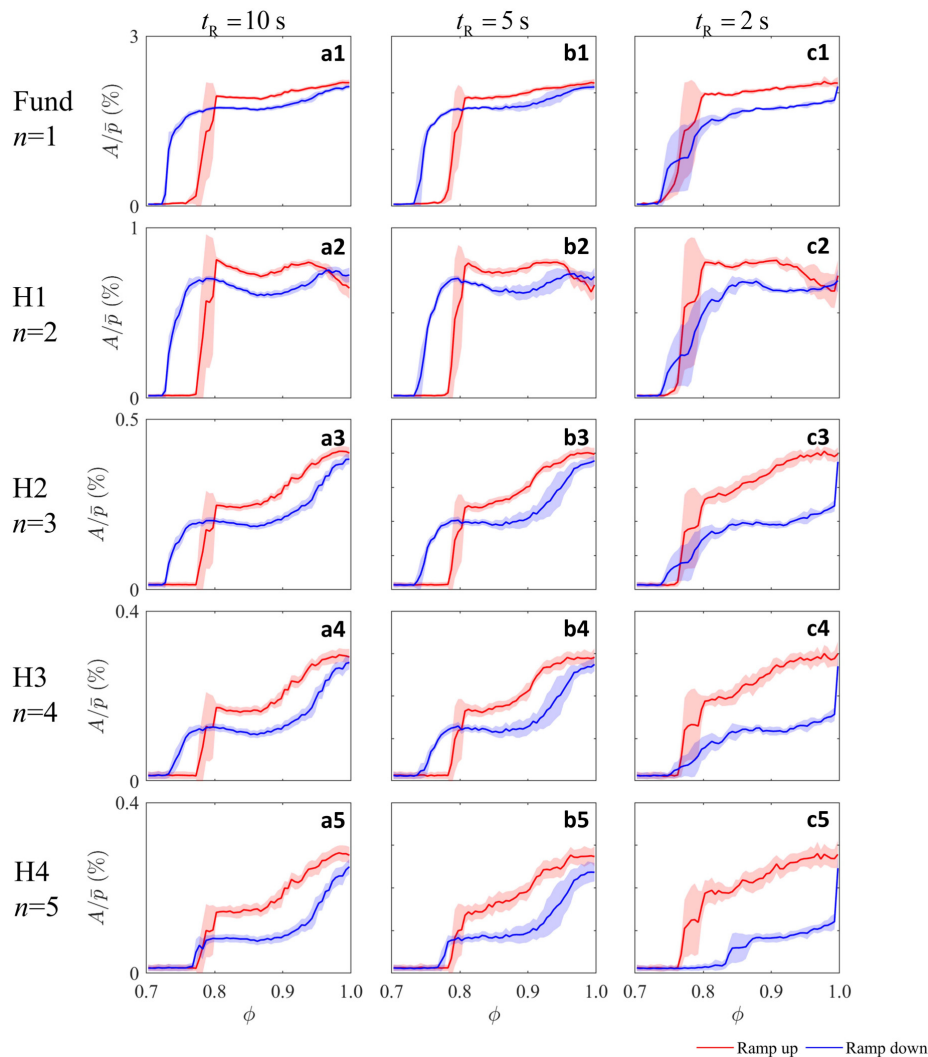 t_R = 10 s t_R = 5 s t_R = 2 s
3 a1 b1 c1
Fund
n=1
A/p̄ (%)
0
1 a2 b2 c2
H1
n=2
A/p̄ (%)
0
0.5 a3 b3 c3
H2
n=3
A/p̄ (%)
0
0.4 a4 b4 c4
H3
n=4
A/p̄ (%)
0
0.4 a5 b5 c5
H4
n=5
A/p̄ (%)
0
0.7 0.8 0.9 1.0 0.7 0.8 0.9 1.0 0.7 0.8 0.9 1.0
ϕ ϕ ϕ
Ramp up Ramp down